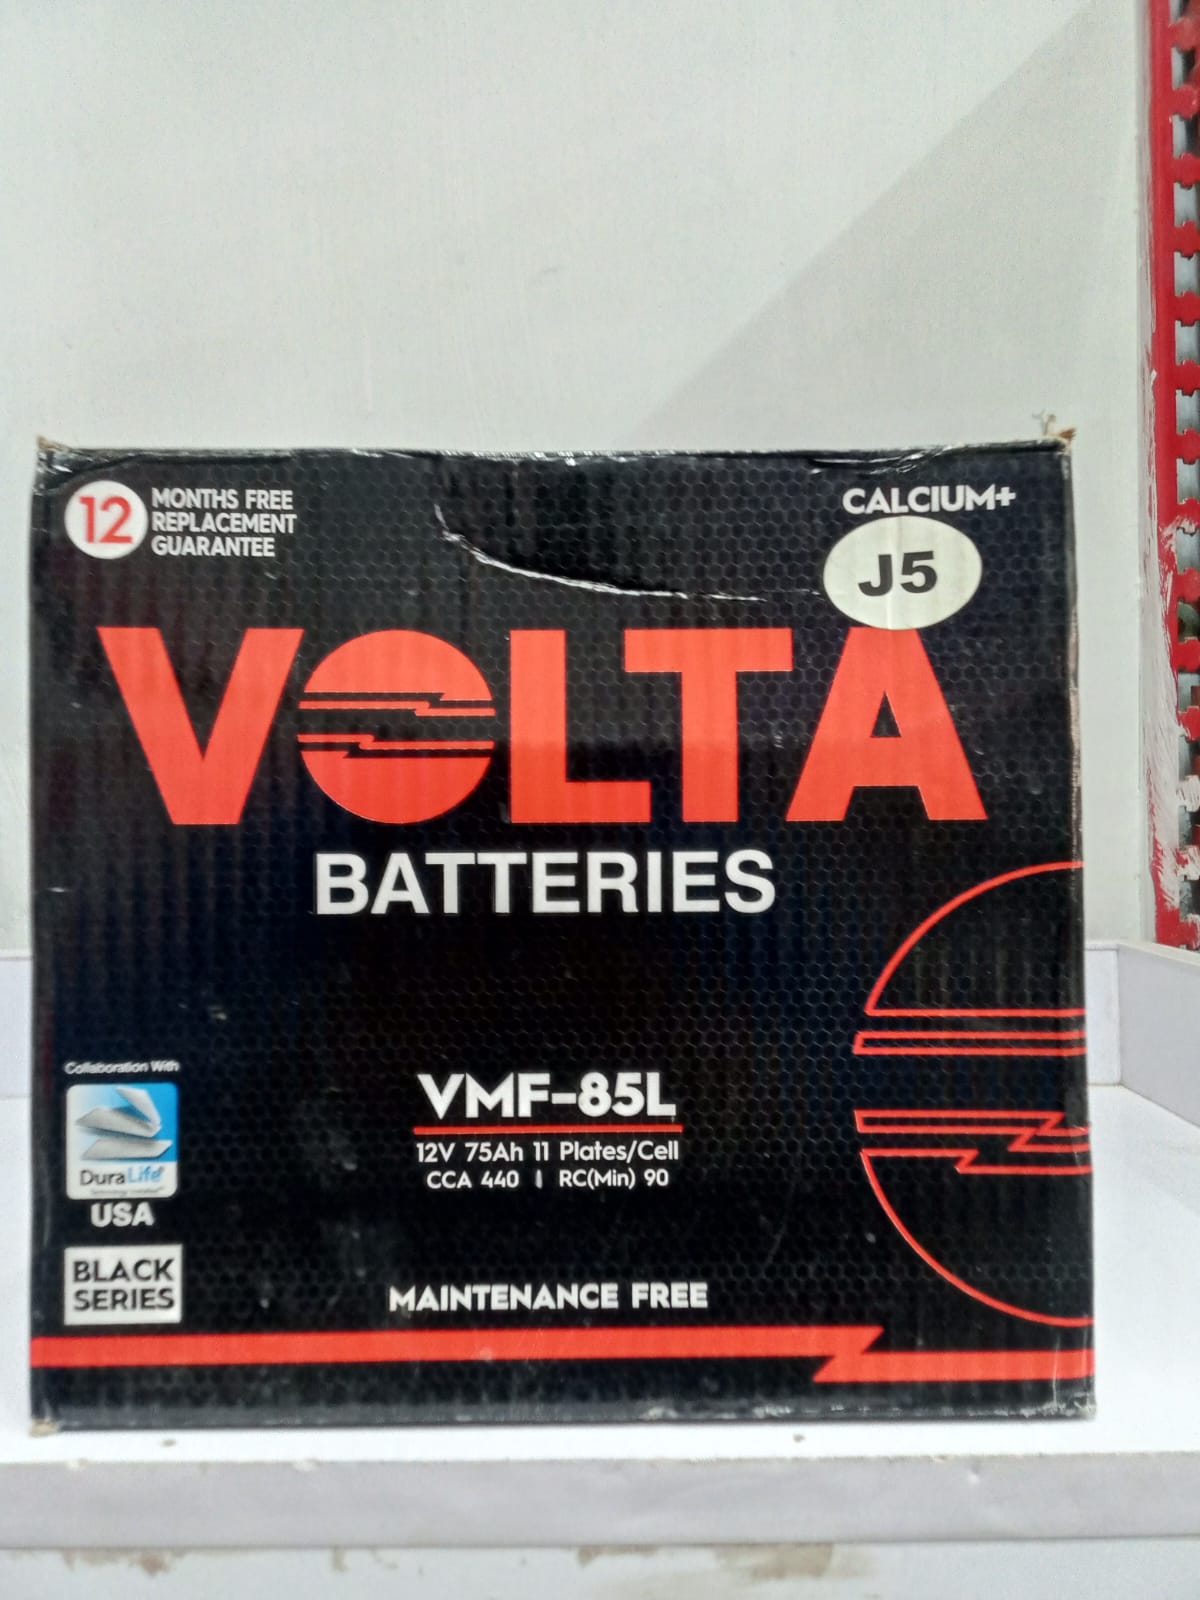 12 MONTHS FREE
REPLACEMENT
GUARANTEE
CALCIUM+
J5
VOLTA
BATTERIES
Collaboration With
DuraLife
USA
BLACK
SERIES
VMF-85L
12V 75Ah 11 Plates/Cell
CCA 440 | RC(Min) 90
MAINTENANCE FREE